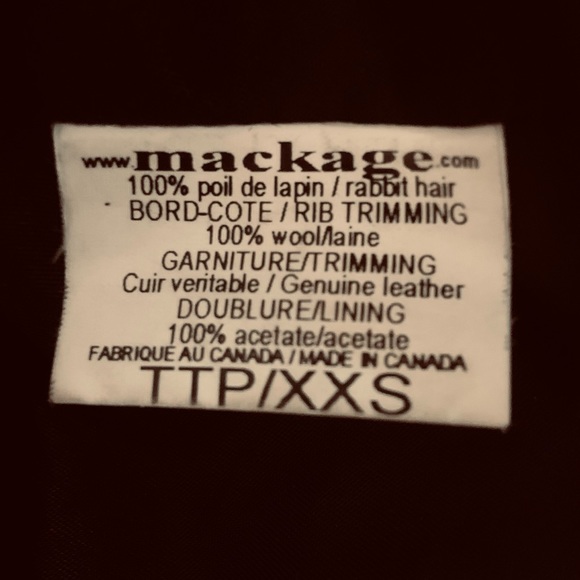 www.mackage.com
100% poil de lapin / rabbit hair
BORD-COTE / RIB TRIMMING
100% wool/laine
GARNITURE/TRIMMING
Cuir veritable / Genuine leather
DOUBLURE/LINING
100% acetate/acetate
FABRIQUE AU CANADA / MADE IN CANADA
TTP/XXS